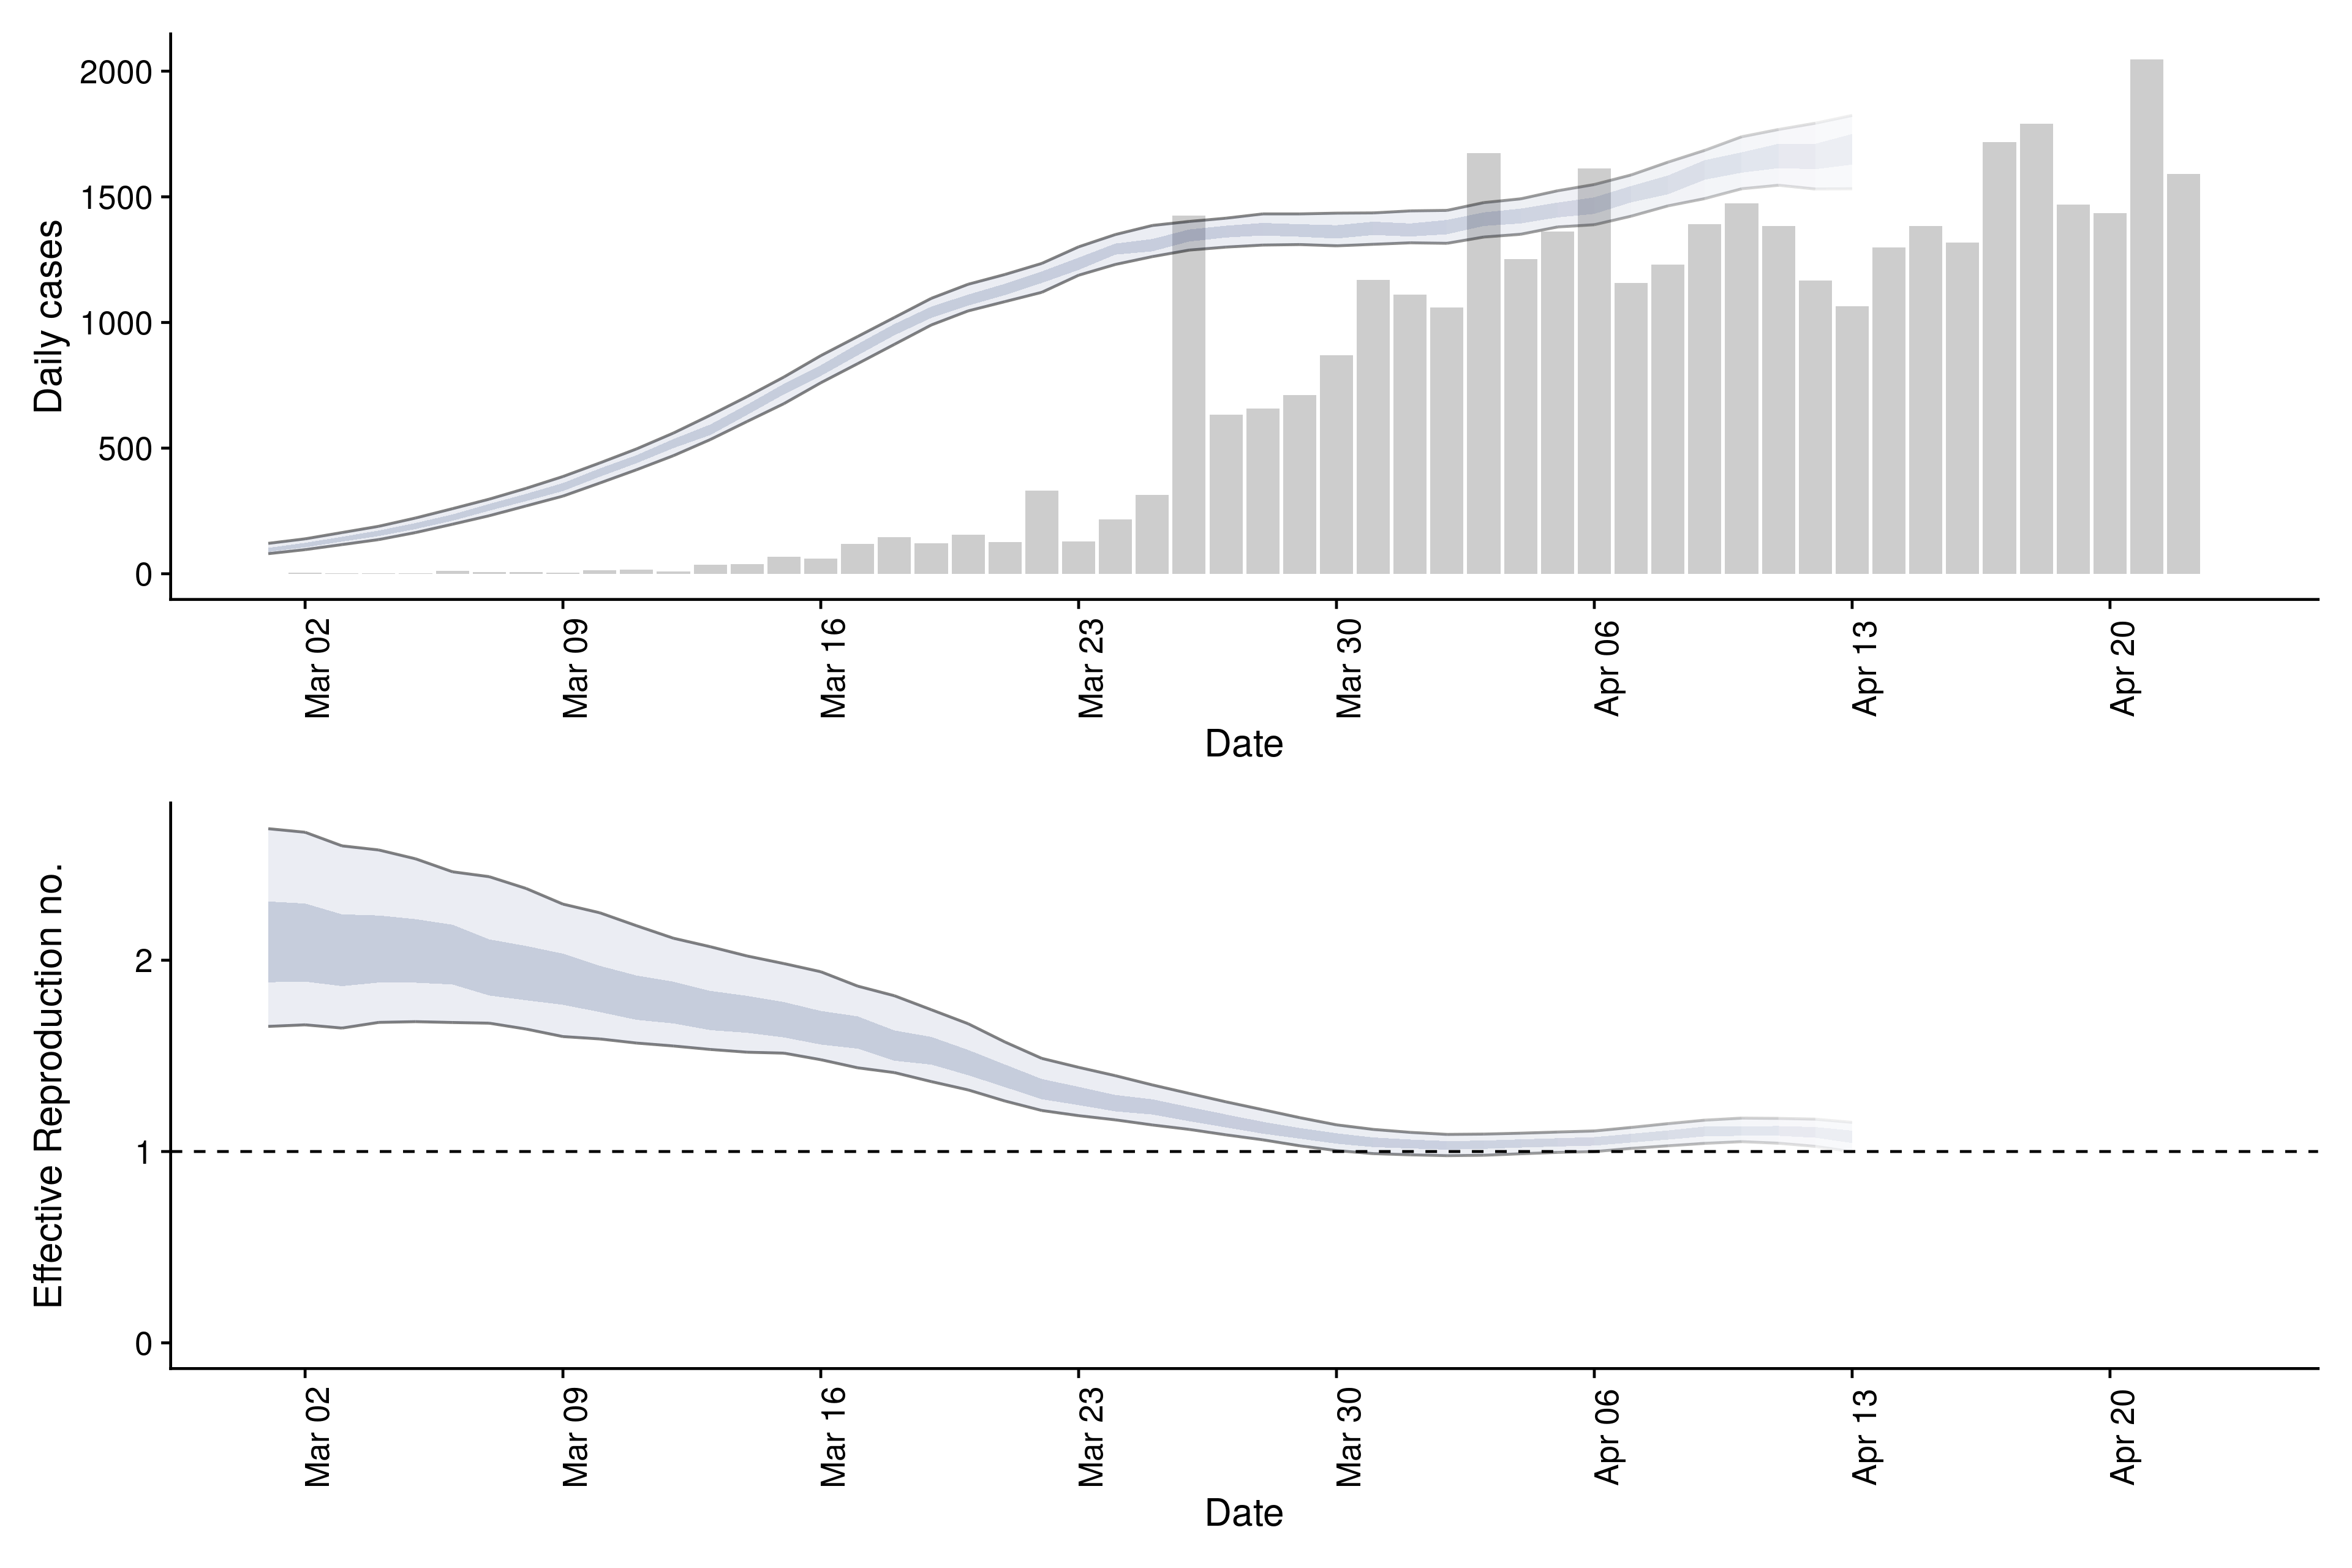 Daily cases
2000
1500
1000
500
0
Mar 02
Mar 09
Mar 16
Mar 23
Mar 30
Apr 06
Apr 13
Apr 20
Date
Effective Reproduction no.
2
1
0
Mar 02
Mar 09
Mar 16
Mar 23
Mar 30
Apr 06
Apr 13
Apr 20
Date